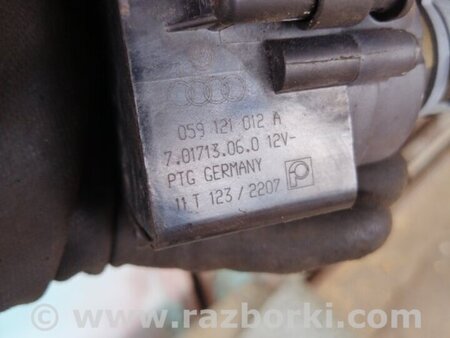 059 121 012 A
7.01713.06.0 12V-
PTG GERMANY
11 T 123 / 2207
www.razborki.com